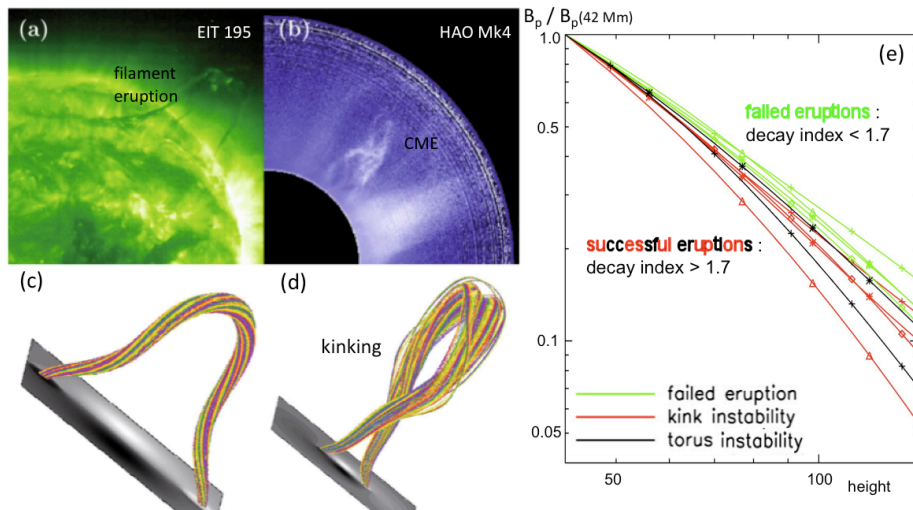 (a)
EIT 195
filament
eruption
(b)
HAO Mk4
CME
(c)
(d)
kinking
B_p / B_p(42 Mm)
(e)
1.0
0.5
0.1
0.05
failed eruptions :
decay index < 1.7
successful eruptions :
decay index > 1.7
failed eruption
kink instability
torus instability
50
100
height